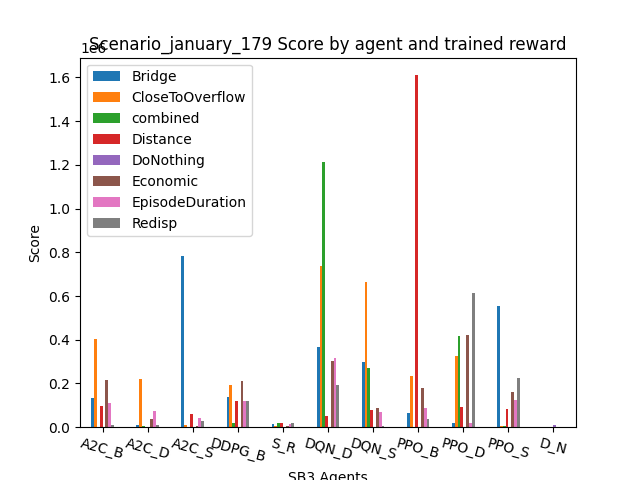 Scenario_january_179 Score by agent and trained reward
1e6
Bridge
CloseToOverflow
combined
Distance
DoNothing
Economic
EpisodeDuration
Redisp
Score
1.6
1.4
1.2
1.0
0.8
0.6
0.4
0.2
0.0
A2C_B A2C_D A2C_S DDPG_B S_R DQN_D DQN_S PPO_B PPO_D PPO_S D_N
SB3 Agents